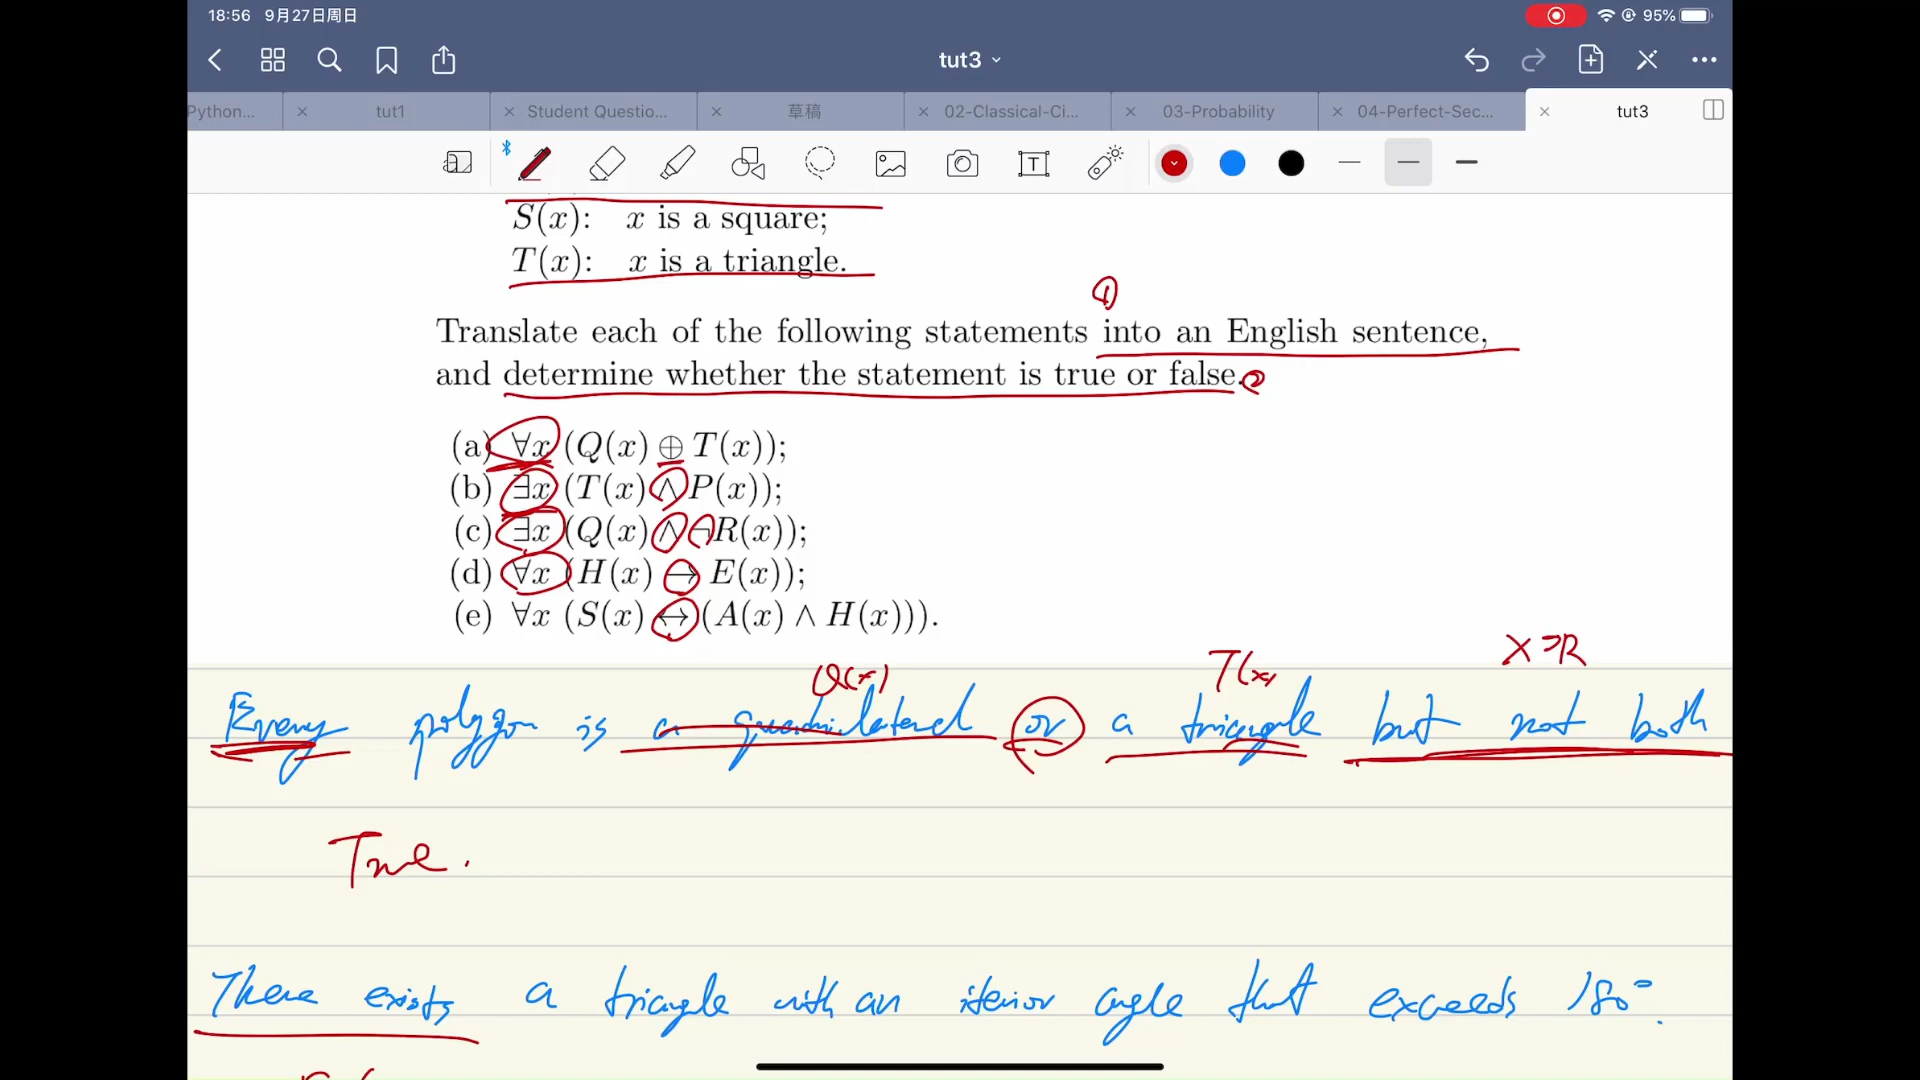 18:56 9月27日周日 95%
tut3
Python... tut1 Student Questio... 草稿 02-Classical-Ci... 03-Probability 04-Perfect-Sec... tut3
S(x): x is a square;
T(x): x is a triangle.
①
Translate each of the following statements into an English sentence,
and determine whether the statement is true or false. ②
(a) ∀x (Q(x) ⊕ T(x));
(b) ∃x (T(x) ∧ P(x));
(c) ∃x (Q(x) ∧ ¬R(x));
(d) ∀x (H(x) → E(x));
(e) ∀x (S(x) ↔ (A(x) ∧ H(x))).
Q(x) T(x)
Every polygon is a quadrilateral or a triangle but not both
True.
There exists a triangle with an iterior angle that exceeds 180°.